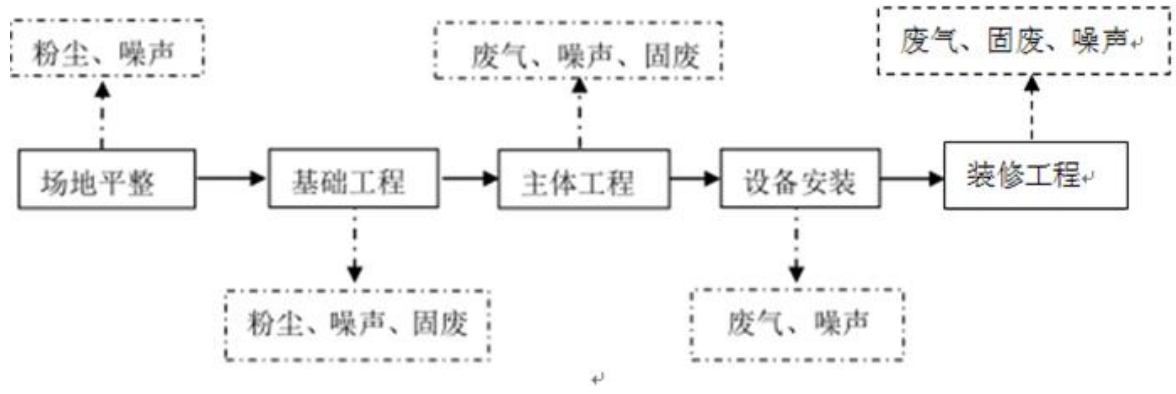 粉尘、噪声
废气、噪声、固废
废气、固废、噪声
场地平整
基础工程
主体工程
设备安装
装修工程
粉尘、噪声、固废
废气、噪声